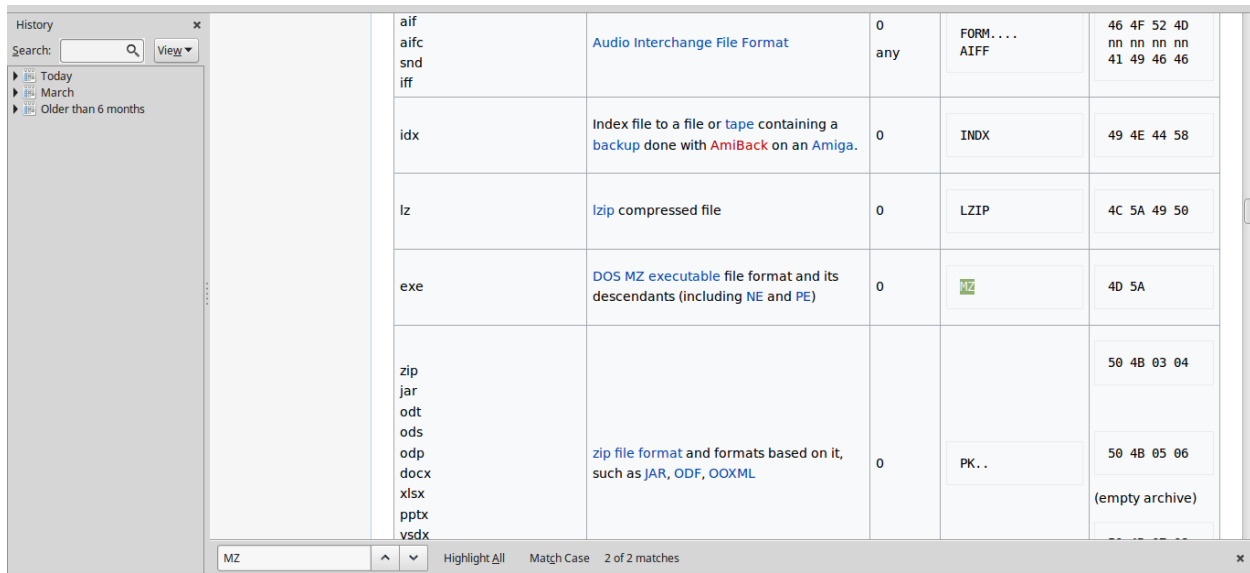 History
Search:
View
Today
March
Older than 6 months
aif
aifc
snd
iff
Audio Interchange File Format
0
any
FORM....
AIFF
46 4F 52 4D
nn nn nn nn
41 49 46 46
idx
Index file to a file or tape containing a
backup done with AmiBack on an Amiga.
0
INDX
49 4E 44 58
lz
lzip compressed file
0
LZIP
4C 5A 49 50
exe
DOS MZ executable file format and its
descendants (including NE and PE)
0
MZ
4D 5A
zip
jar
odt
ods
odp
docx
xlsx
pptx
vsdx
zip file format and formats based on it,
such as JAR, ODF, OOXML
0
PK..
50 4B 03 04
50 4B 05 06
(empty archive)
MZ
Highlight All
Match Case
2 of 2 matches